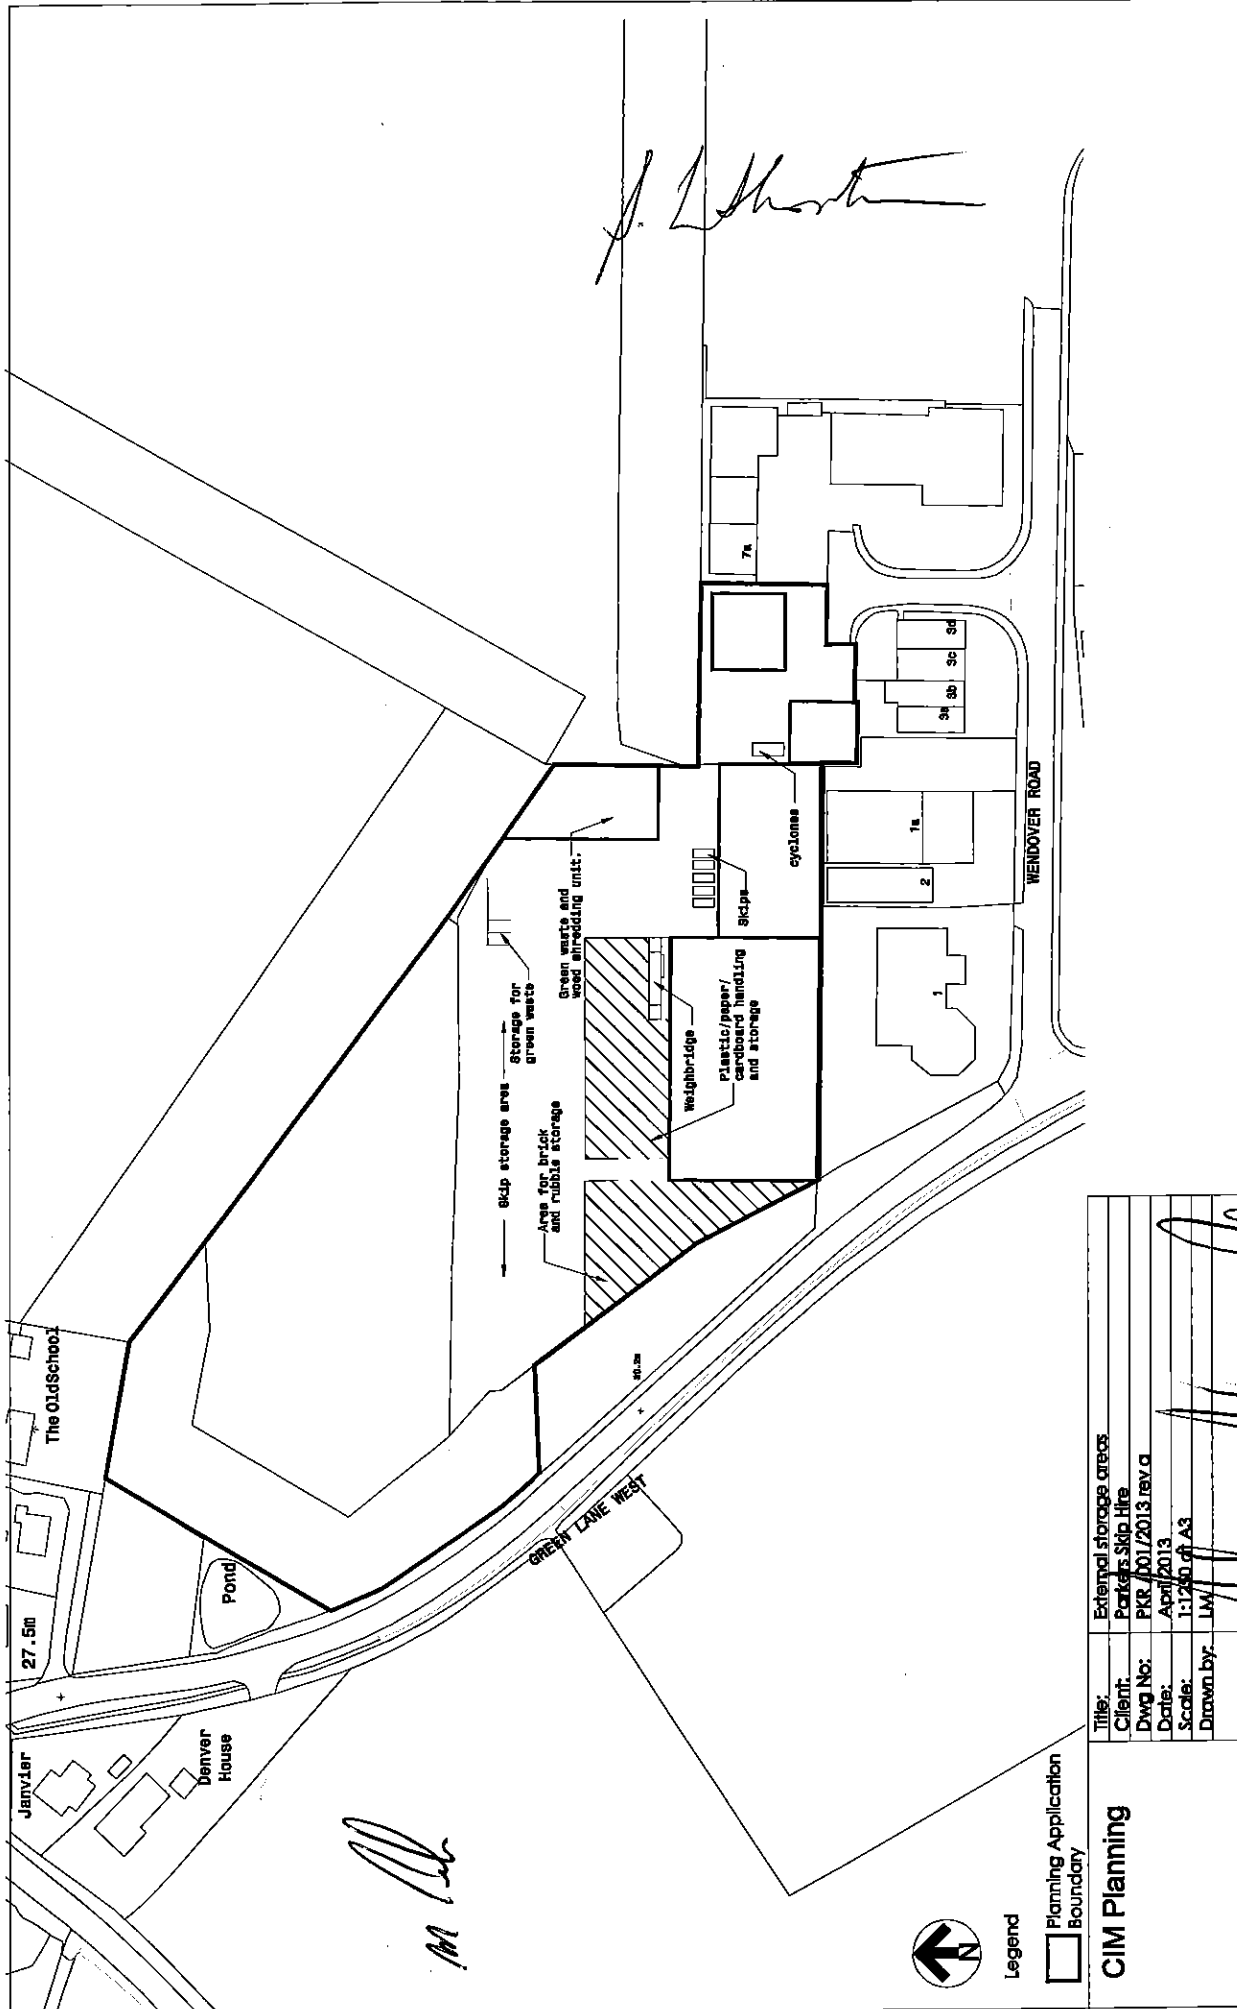 The OldSchool
27.5m
Pond
Janvier
Denver
House
GREEN LANE WEST
Skip storage area
Storage for
green waste
Green waste and
wood shredding unit.
Area for brick
and rubble storage
Weighbridge
Plastic/paper/
cardboard handling
and storage
Skips
cyclones
7a
3a
3b
3c
3d
1a
2
1
WENDOVER ROAD
N
Legend
Planning Application
Boundary
CIM Planning
Title: External storage areas
Client: Parkers Skip Hire
Dwg No: PKR /001/2013 rev a
Date: April 2013
Scale: 1:1250 at A3
Drawn by: LM